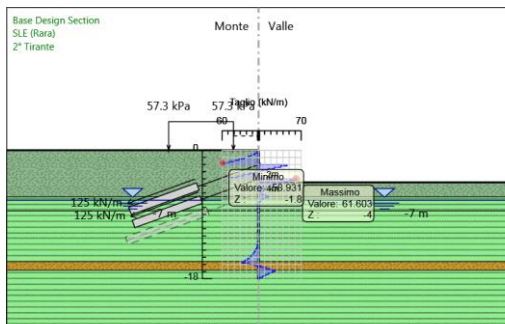 Base Design Section
SLE (Rara)
2° Tirante
Monte
Valle
57.3 kPa
57.3 kPa
Taglio (kN/m)
60
70
0
Minimo
Valore:
58.931
Z :
-1.8
Massimo
Valore: 61.603
Z :
-4
125 kN/m
-7 m
-7 m
125 kN/m
-18